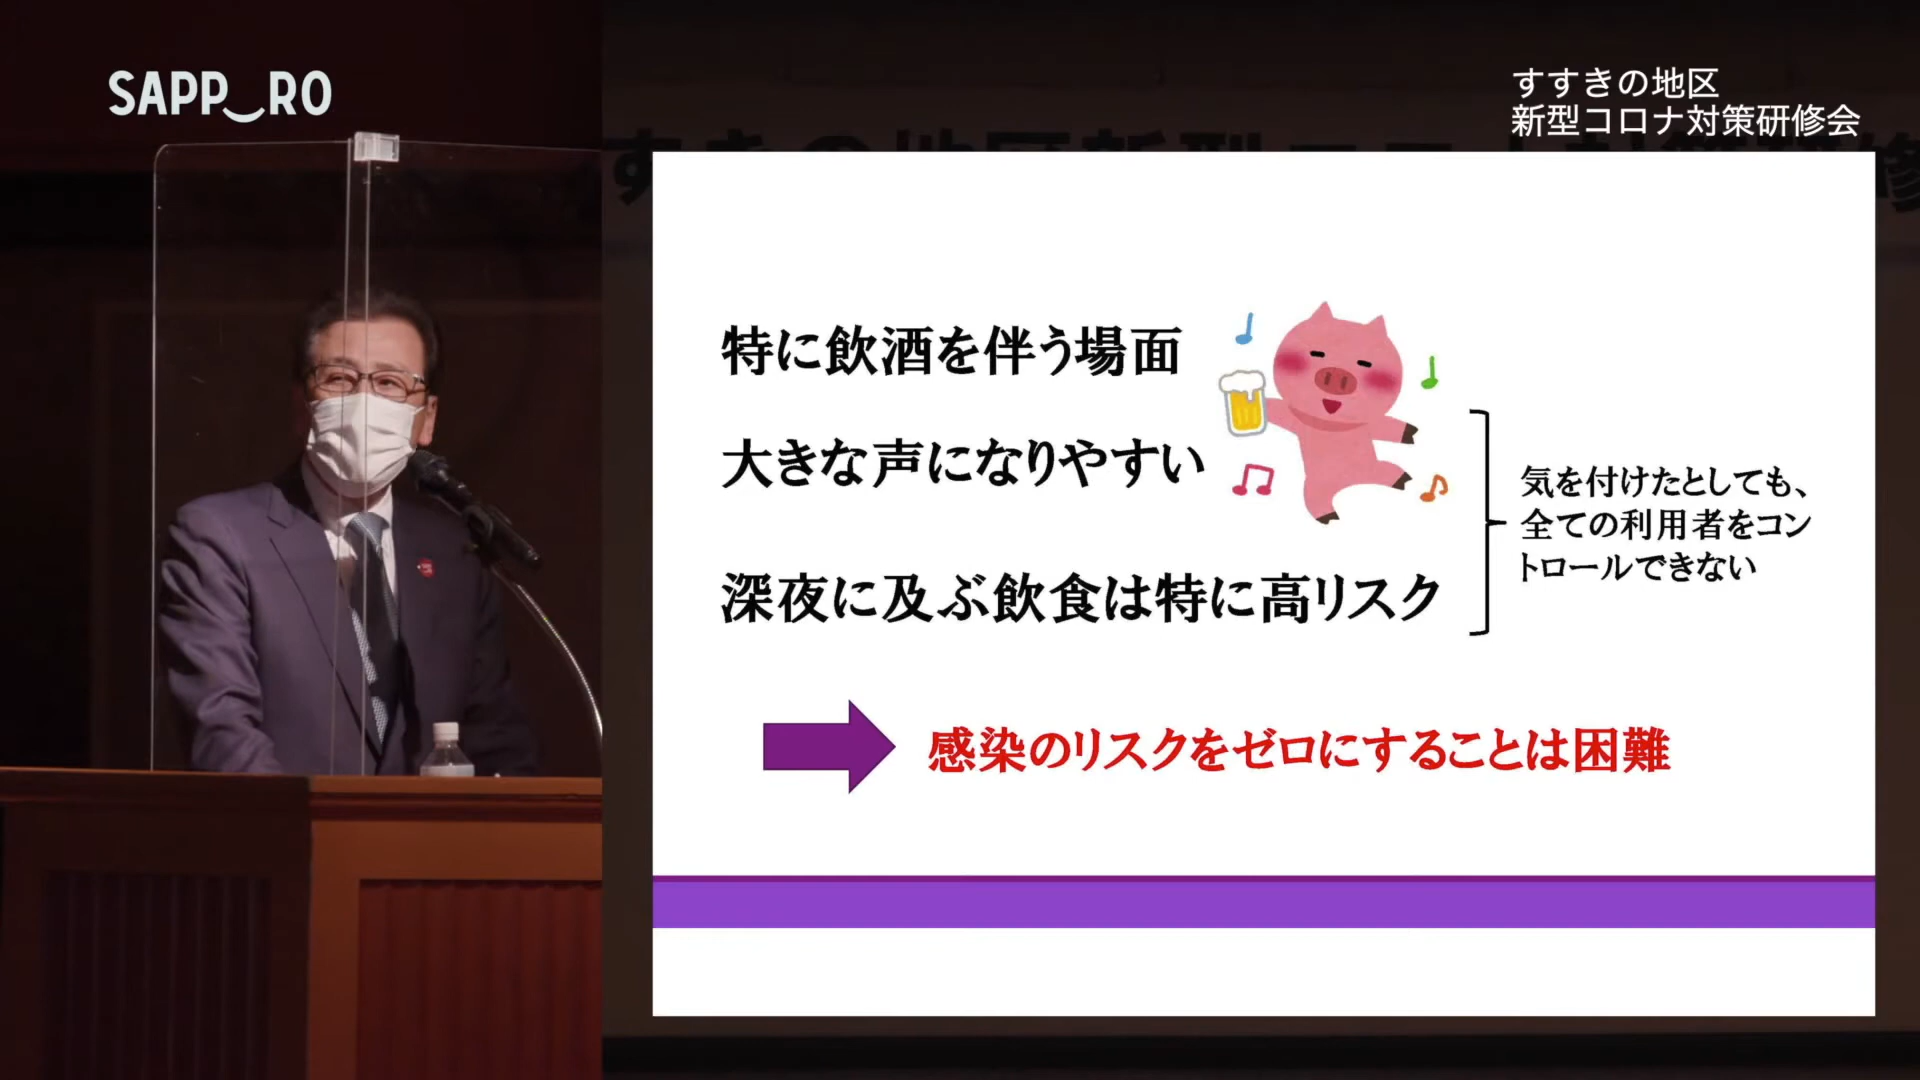 SAPP‿RO
すすきの地区
新型コロナ対策研修会
特に飲酒を伴う場面
大きな声になりやすい
深夜に及ぶ飲食は特に高リスク
気を付けたとしても、
全ての利用者をコン
トロールできない
感染のリスクをゼロにすることは困難